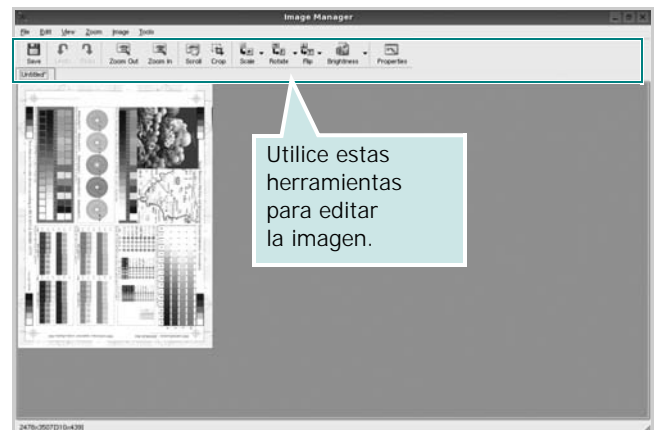 Image Manager
File Edit View Zoom Image Tools
Save Undo Redo Zoom Out Zoom In Scroll Crop Scale Rotate Flip Brightness Properties
Untitled*
Utilice estas
herramientas
para editar
la imagen.